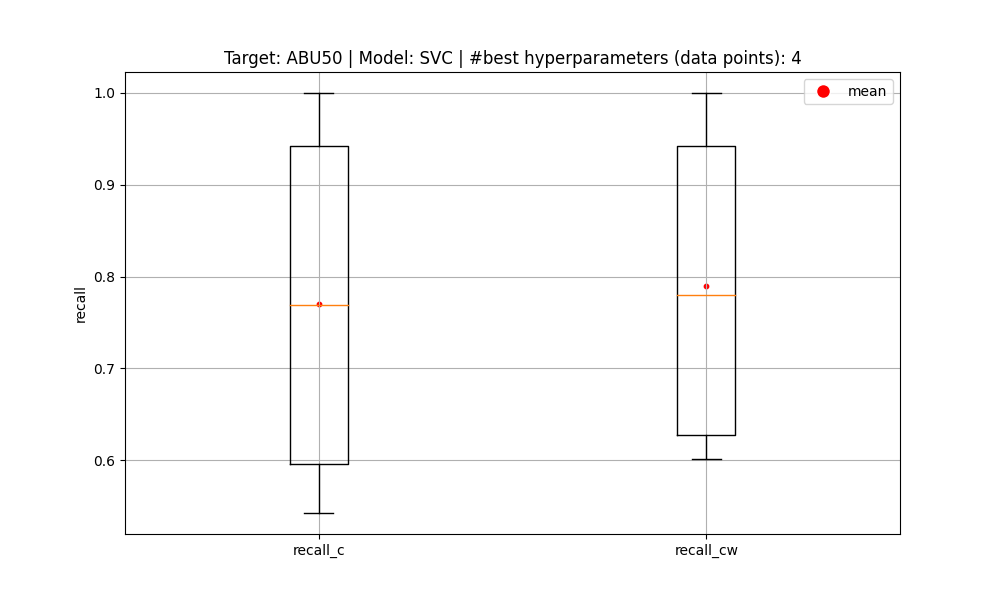 Target: ABU50 | Model: SVC | #best hyperparameters (data points): 4
mean
1.0
0.9
0.8
0.7
0.6
recall
recall_c
recall_cw